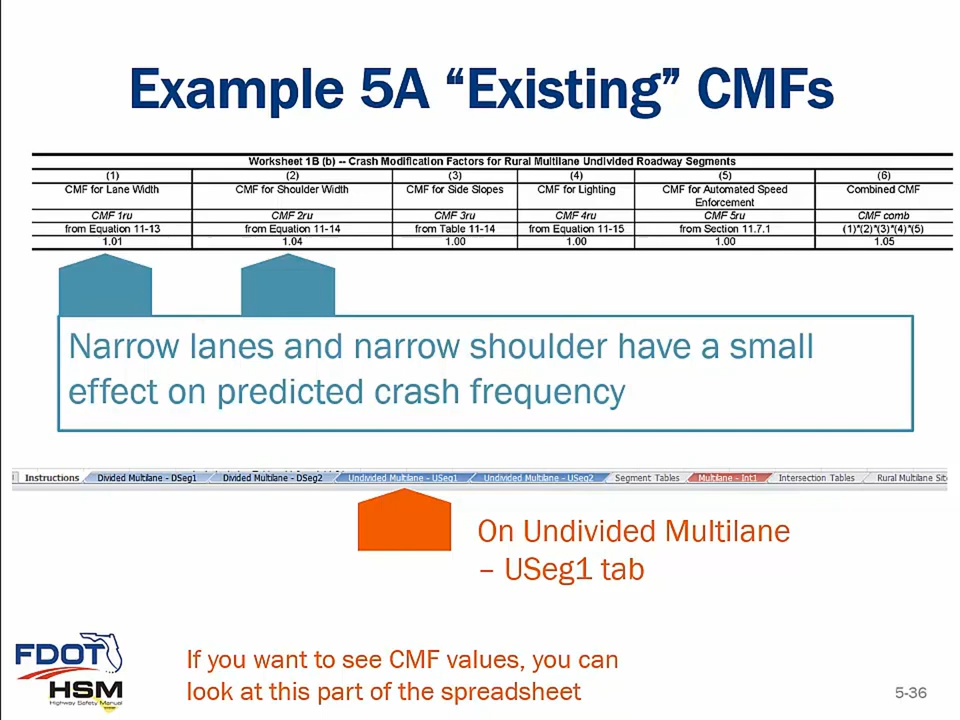 Example 5A “Existing” CMFs
Worksheet 1B (b) -- Crash Modification Factors for Rural Multilane Undivided Roadway Segments
(1) (2) (3) (4) (5) (6)
CMF for Lane Width CMF for Shoulder Width CMF for Side Slopes CMF for Lighting CMF for Automated Speed Enforcement Combined CMF
CMF 1ru CMF 2ru CMF 3ru CMF 4ru CMF 5ru CMF comb
from Equation 11-13 from Equation 11-14 from Table 11-14 from Equation 11-15 from Section 11.7.1 (1)*(2)*(3)*(4)*(5)
1.01 1.04 1.00 1.00 1.00 1.05
Narrow lanes and narrow shoulder have a small
effect on predicted crash frequency
Instructions Divided Multilane - DSeg1 Divided Multilane - DSeg2 Undivided Multilane - USeg1 Undivided Multilane - USeg2 Segment Tables Multilane - Int1 Intersection Tables Rural Multilane Sit
On Undivided Multilane
– USeg1 tab
FDOT
HSM
Highway Safety Manual
If you want to see CMF values, you can
look at this part of the spreadsheet
5-36